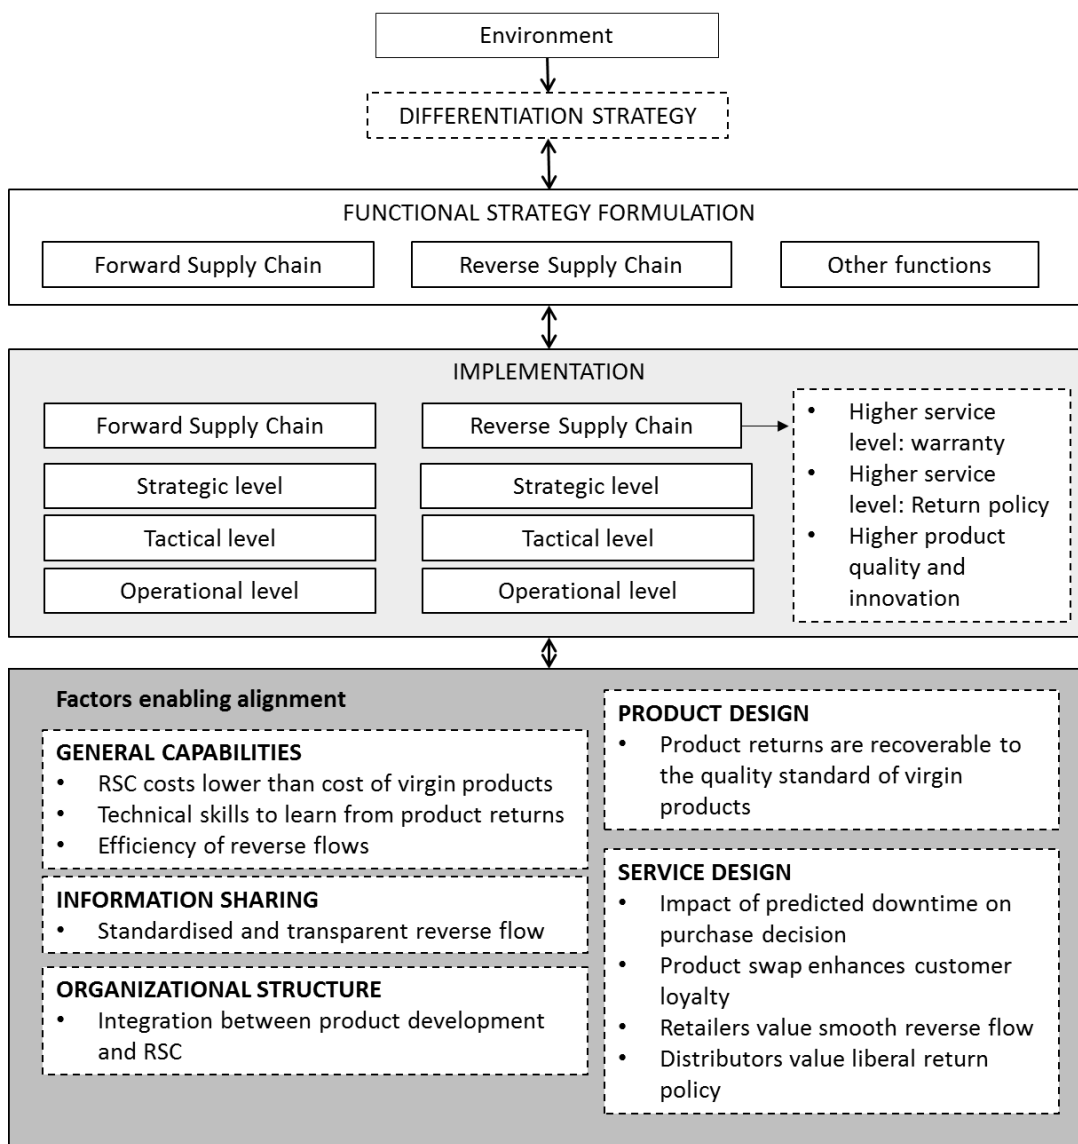 Environment
DIFFERENTIATION STRATEGY
FUNCTIONAL STRATEGY FORMULATION
Forward Supply Chain
Reverse Supply Chain
Other functions
IMPLEMENTATION
Forward Supply Chain
Strategic level
Tactical level
Operational level
Reverse Supply Chain
Strategic level
Tactical level
Operational level
• Higher service
level: warranty
• Higher service
level: Return policy
• Higher product
quality and
innovation
Factors enabling alignment
GENERAL CAPABILITIES
• RSC costs lower than cost of virgin products
• Technical skills to learn from product returns
• Efficiency of reverse flows
INFORMATION SHARING
• Standardised and transparent reverse flow
ORGANIZATIONAL STRUCTURE
• Integration between product development
and RSC
PRODUCT DESIGN
• Product returns are recoverable to
the quality standard of virgin
products
SERVICE DESIGN
• Impact of predicted downtime on
purchase decision
• Product swap enhances customer
loyalty
• Retailers value smooth reverse flow
• Distributors value liberal return
policy